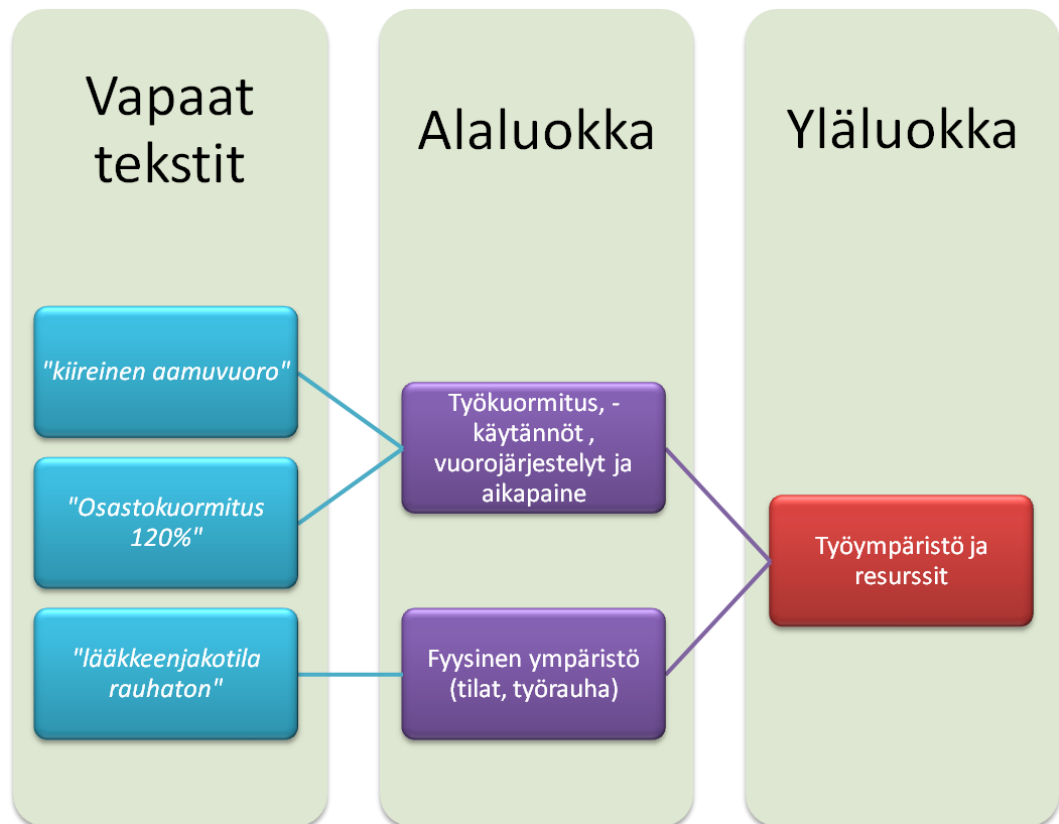 Vapaat
tekstit
Alaluokka
Yläluokka
"kiireinen aamuvuoro"
"Osastokuormitus
120%"
"lääkkeenjakotila
rauhaton"
Työkuormitus, -
käytännöt ,
vuorojärjestelyt ja
aikapaine
Fyysinen ympäristö
(tilat, työrauha)
Työympäristö ja
resurssit